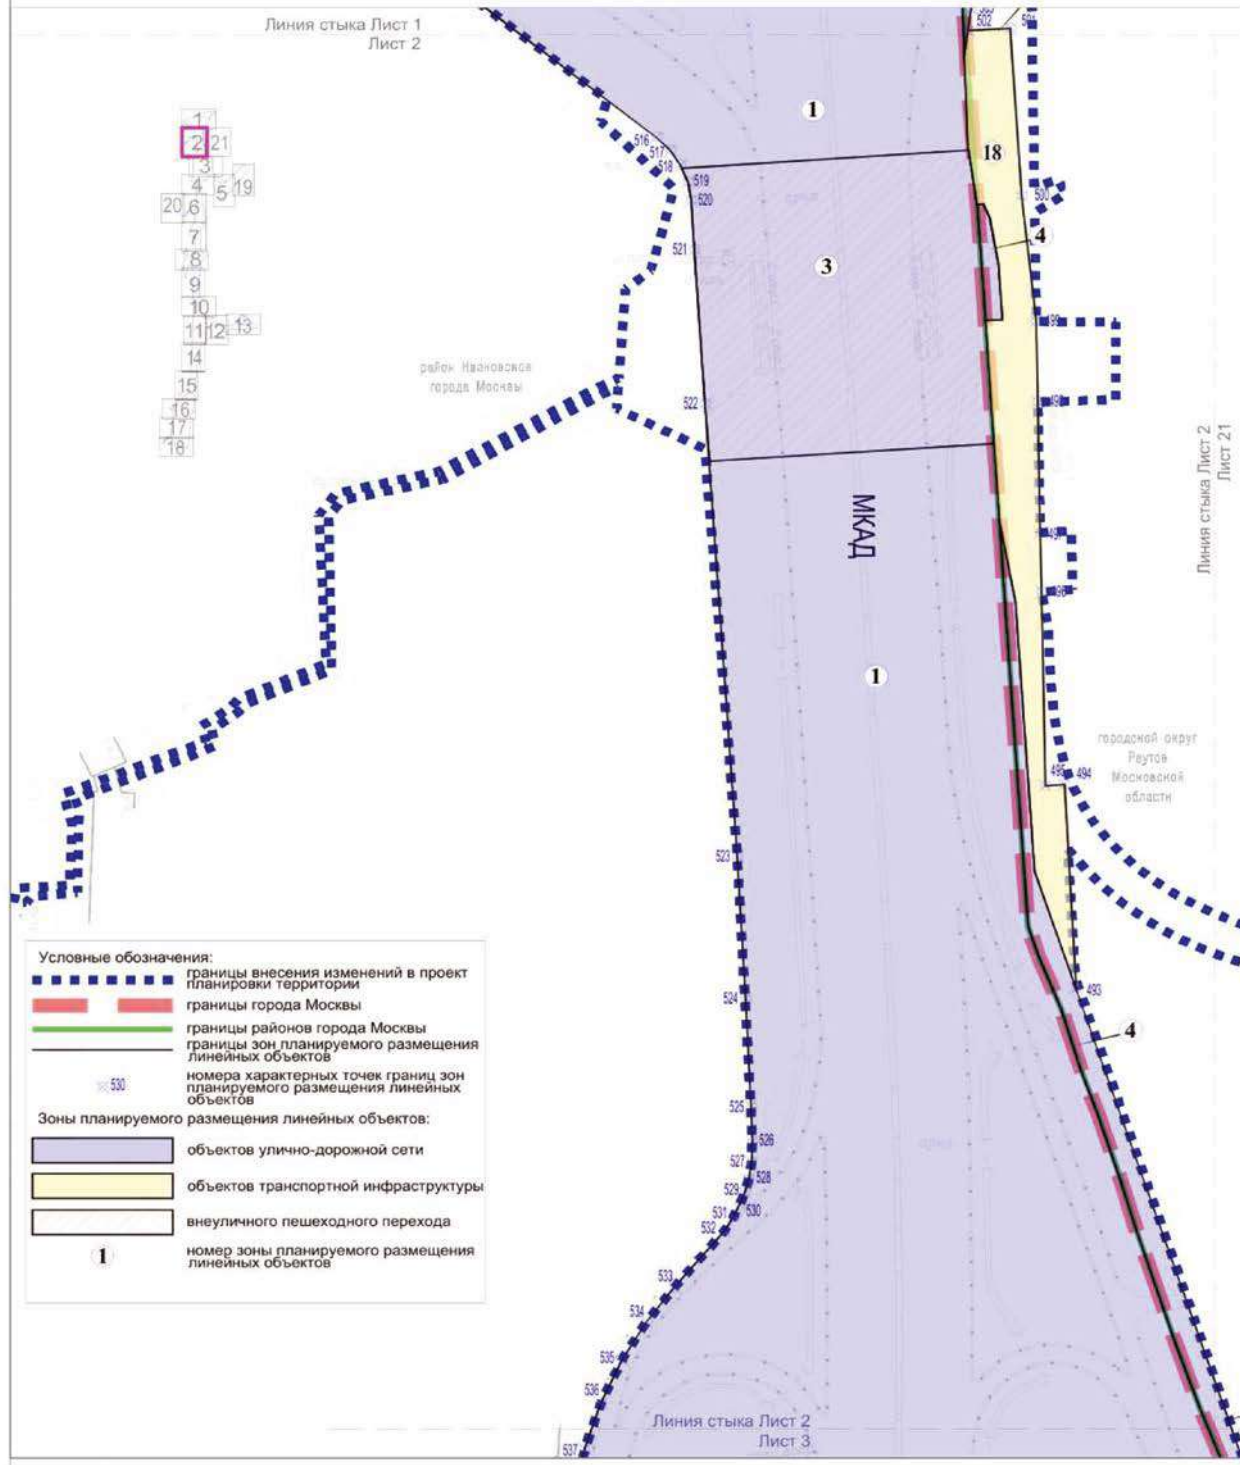 Линия стыка Лист 1
Лист 2
502
1
516
517
518
519
520
521
522
18
500
4
3
499
1
2 21
3
4 5 19
20 6
7
8
9
10
11 12 13
14
15
16
17
18
район Ивановское
города Москвы
МКАД
Линия стыка Лист 2
Лист 21
1
городской округ
Реутов
Московской
области
495 494
523
524
493
4
525
526
527
528
529
530
531
532
533
534
535
536
537
Условные обозначения:
границы внесения изменений в проект
планировки территории
границы города Москвы
границы районов города Москвы
границы зон планируемого размещения
линейных объектов
530
номера характерных точек границ зон
планируемого размещения линейных
объектов
Зоны планируемого размещения линейных объектов:
объектов улично-дорожной сети
объектов транспортной инфраструктуры
внеуличного пешеходного перехода
1
номер зоны планируемого размещения
линейных объектов
Линия стыка Лист 2
Лист 3